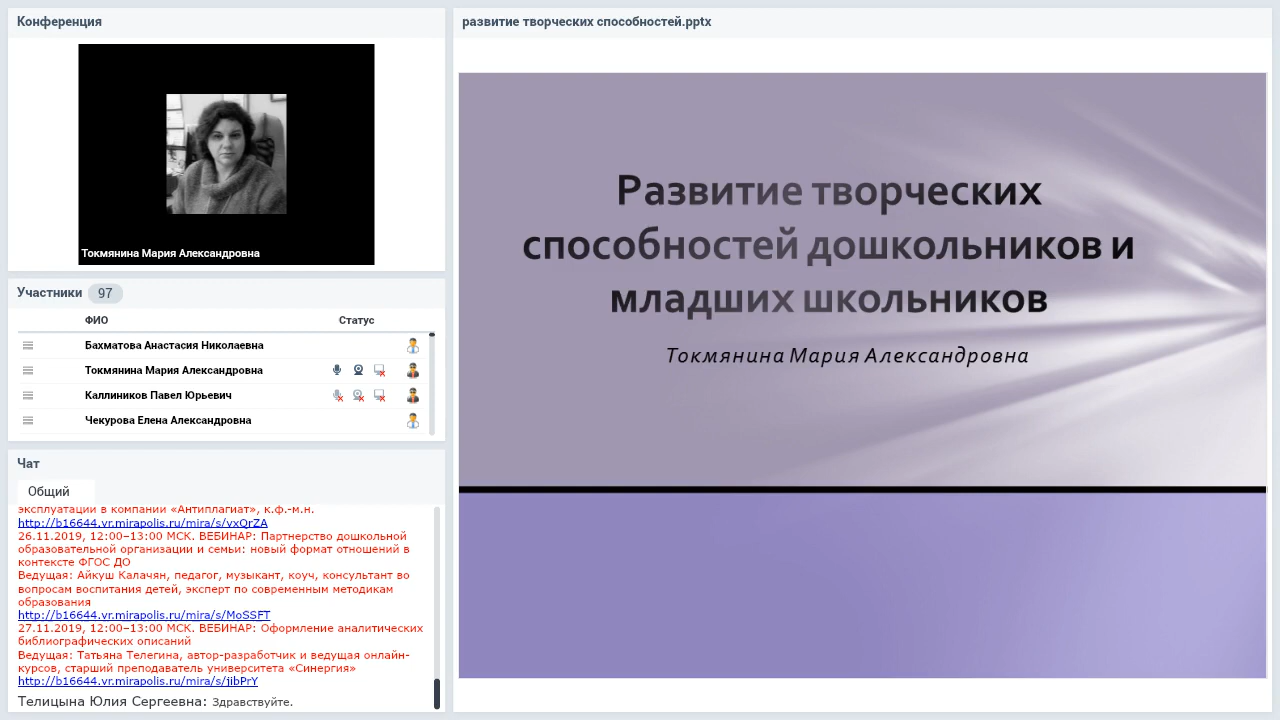 Конференция
Токмянина Мария Александровна
Участники 97
ФИО Статус
Бахматова Анастасия Николаевна
Токмянина Мария Александровна
Каллиников Павел Юрьевич
Чекурова Елена Александровна
Чат
Общий
эксплуатации в компании «Антиплагиат», к.ф.-м.н.
http://b16644.vr.mirapolis.ru/mira/s/vxQrZA
26.11.2019, 12:00–13:00 МСК. ВЕБИНАР: Партнерство дошкольной
образовательной организации и семьи: новый формат отношений в
контексте ФГОС ДО
Ведущая: Айкуш Калачян, педагог, музыкант, коуч, консультант во
вопросам воспитания детей, эксперт по современным методикам
образования
http://b16644.vr.mirapolis.ru/mira/s/MoSSFT
27.11.2019, 12:00–13:00 МСК. ВЕБИНАР: Оформление аналитических
библиографических описаний
Ведущая: Татьяна Телегина, автор-разработчик и ведущая онлайн-
курсов, старший преподаватель университета «Синергия»
http://b16644.vr.mirapolis.ru/mira/s/jibPrY
Телицына Юлия Сергеевна: Здравствуйте.
развитие творческих способностей.pptx
Развитие творческих
способностей дошкольников и
младших школьников
Токмянина Мария Александровна